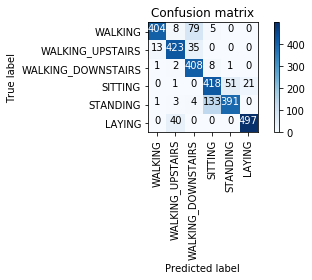 Confusion matrix
True label
WALKING 404 8 79 5 0 0
WALKING_UPSTAIRS 13 423 35 0 0 0
WALKING_DOWNSTAIRS 1 2 408 8 1 0
SITTING 0 1 0 418 51 21
STANDING 1 3 4 133 391 0
LAYING 0 40 0 0 0 497
WALKING
WALKING_UPSTAIRS
WALKING_DOWNSTAIRS
SITTING
STANDING
LAYING
Predicted label
400
300
200
100
0